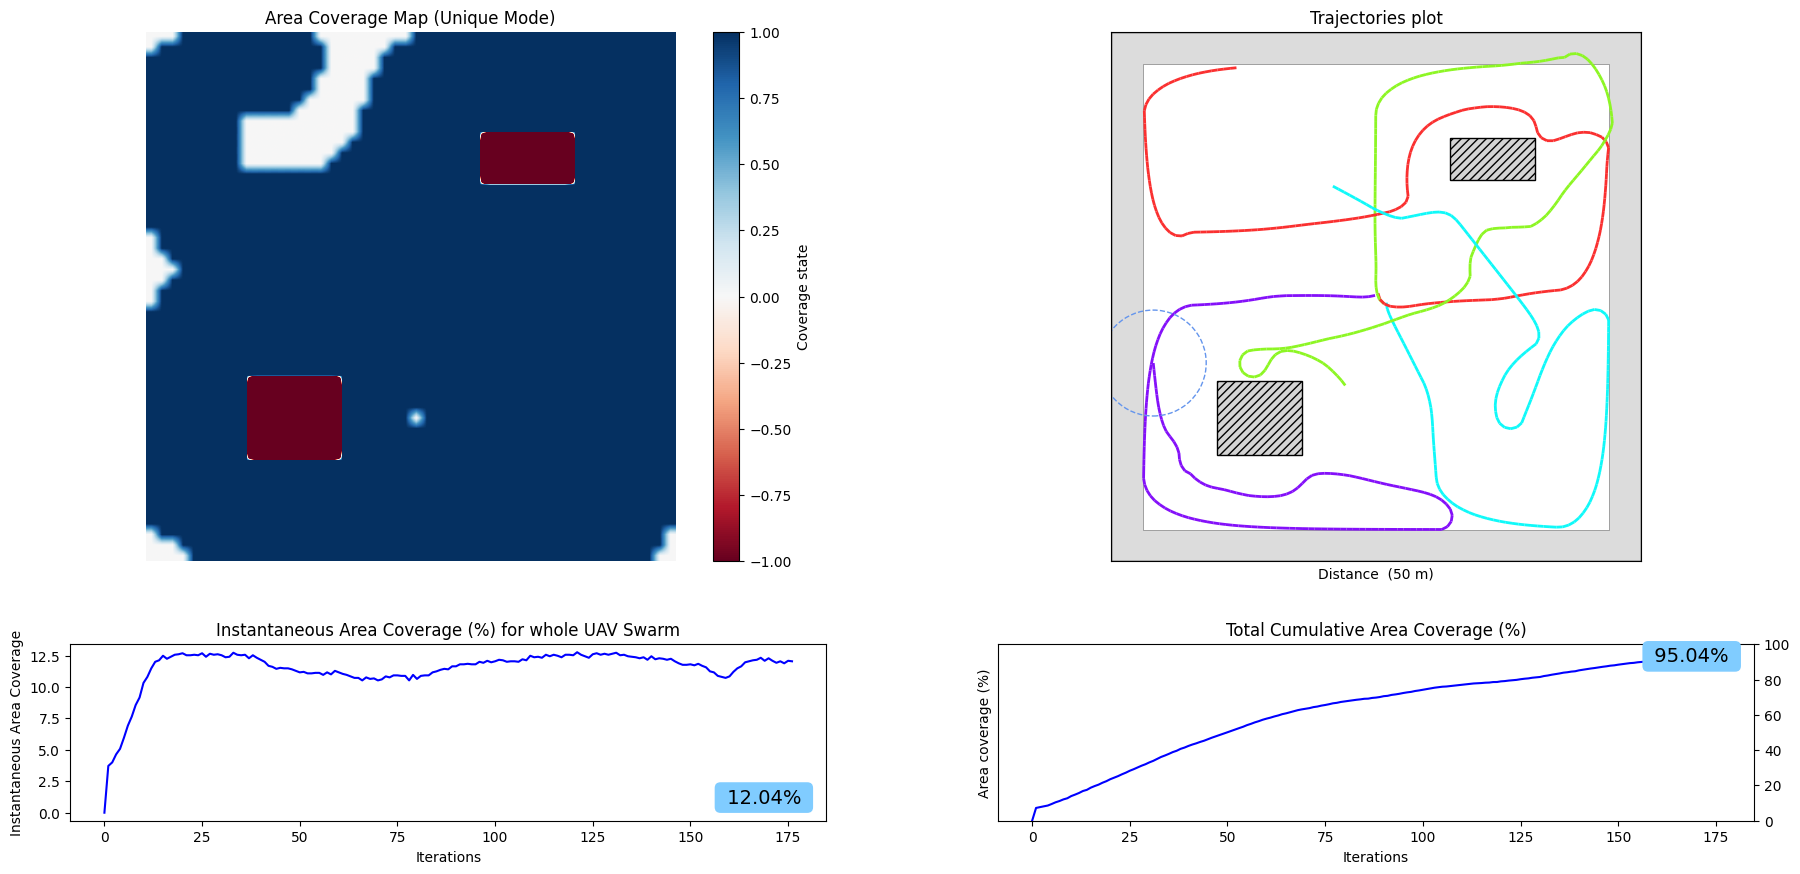 Area Coverage Map (Unique Mode)
1.00
0.75
0.50
0.25
0.00
−0.25
−0.50
−0.75
−1.00
Coverage state
Trajectories plot
Distance  (50 m)
Instantaneous Area Coverage (%) for whole UAV Swarm
Instantaneous Area Coverage
12.5
10.0
7.5
5.0
2.5
0.0
12.04%
0 25 50 75 100 125 150 175
Iterations
Total Cumulative Area Coverage (%)
Area coverage (%)
95.04%
100
80
60
40
20
0
0 25 50 75 100 125 150 175
Iterations